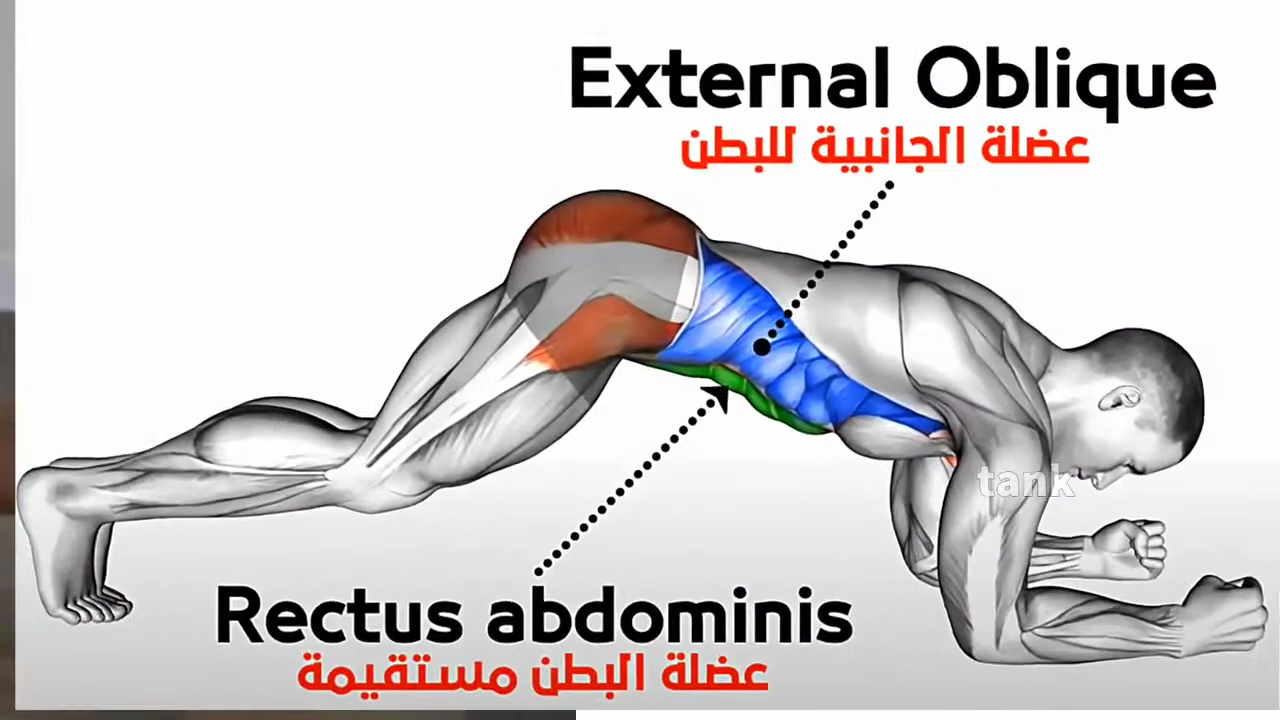 External Oblique
عضلة الجانبية للبطن
tank
Rectus abdominis
عضلة البطن مستقيمة